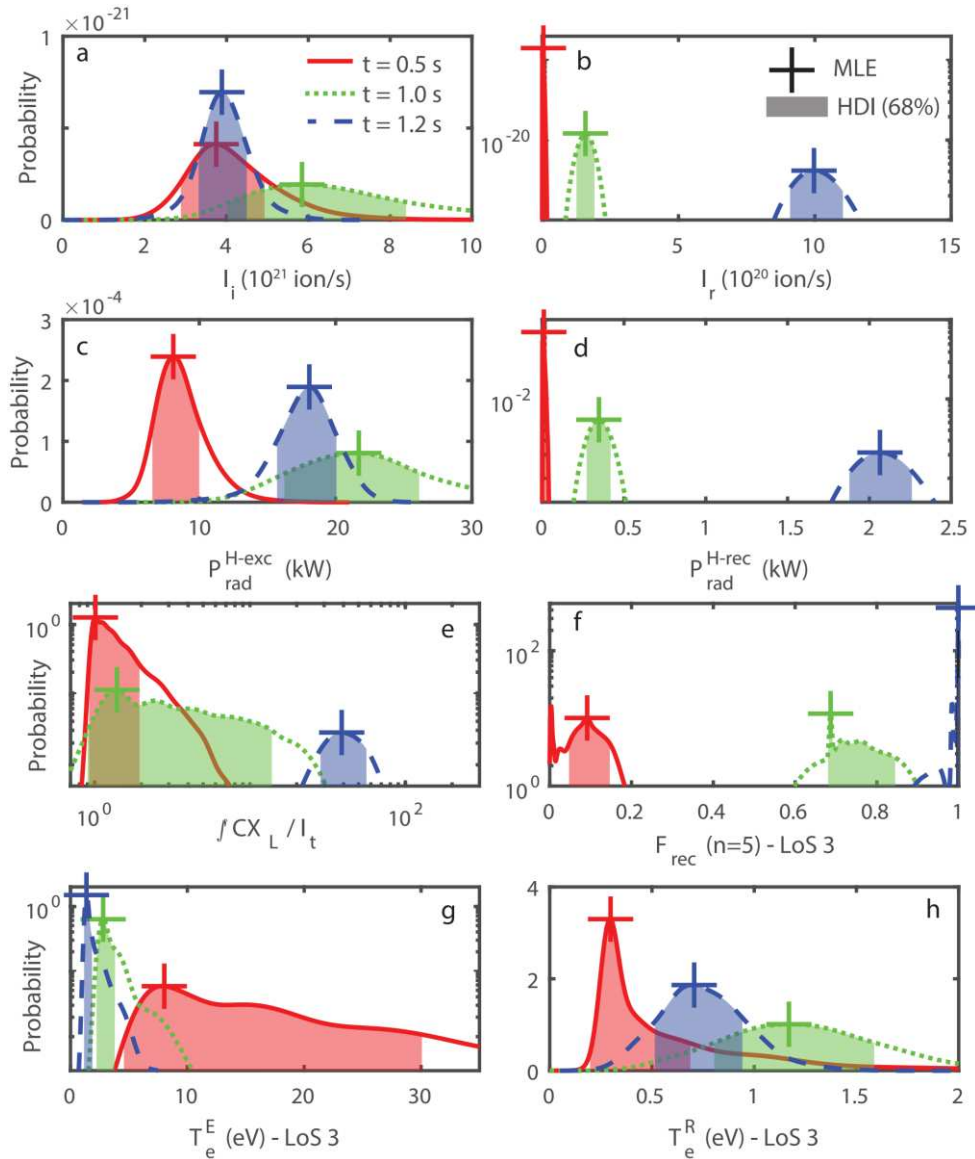 ×10⁻²¹
1
a
t = 0.5 s
t = 1.0 s
t = 1.2 s
0.5
0
Probability
0 2 4 6 8 10
I_i (10²¹ ion/s)
b
MLE
HDI (68%)
10⁻²⁰
0 5 10 15
I_r (10²⁰ ion/s)
×10⁻⁴
3
c
2
1
0
Probability
0 10 20 30
P_rad^H-exc (kW)
d
10⁻²
0 0.5 1 1.5 2 2.5
P_rad^H-rec (kW)
10⁰
e
Probability
10⁰ 10²
∫CX_L / I_t
f
10²
10⁰
0 0.2 0.4 0.6 0.8 1
F_rec (n=5) - LoS 3
10⁰
g
Probability
0 10 20 30
T_e^E (eV) - LoS 3
4
h
2
0
0 0.5 1 1.5 2
T_e^R (eV) - LoS 3